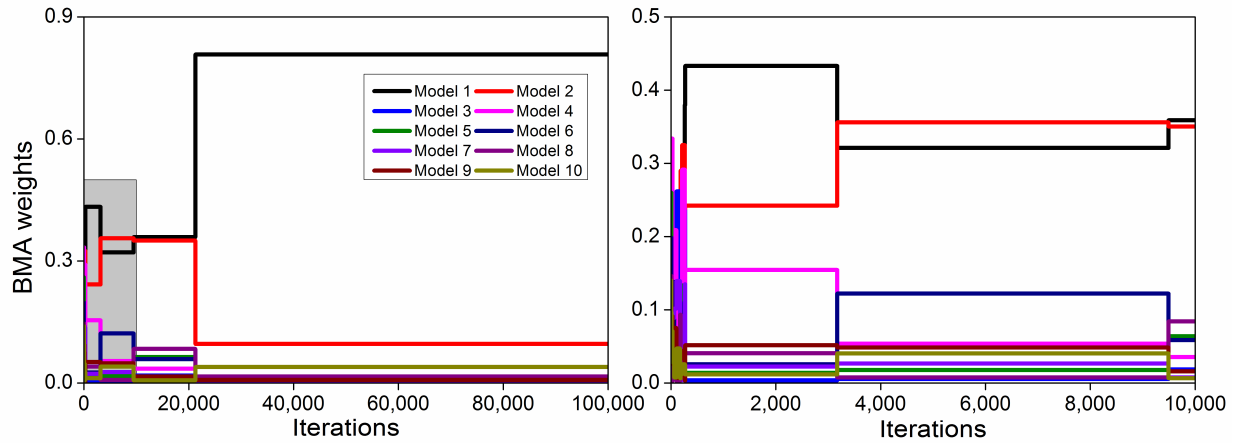 BMA weights
0.9
0.6
0.3
0.0
0
20,000
40,000
60,000
80,000
100,000
Iterations
Model 1 Model 2
Model 3 Model 4
Model 5 Model 6
Model 7 Model 8
Model 9 Model 10
0.5
0.4
0.3
0.2
0.1
0.0
0
2,000
4,000
6,000
8,000
10,000
Iterations